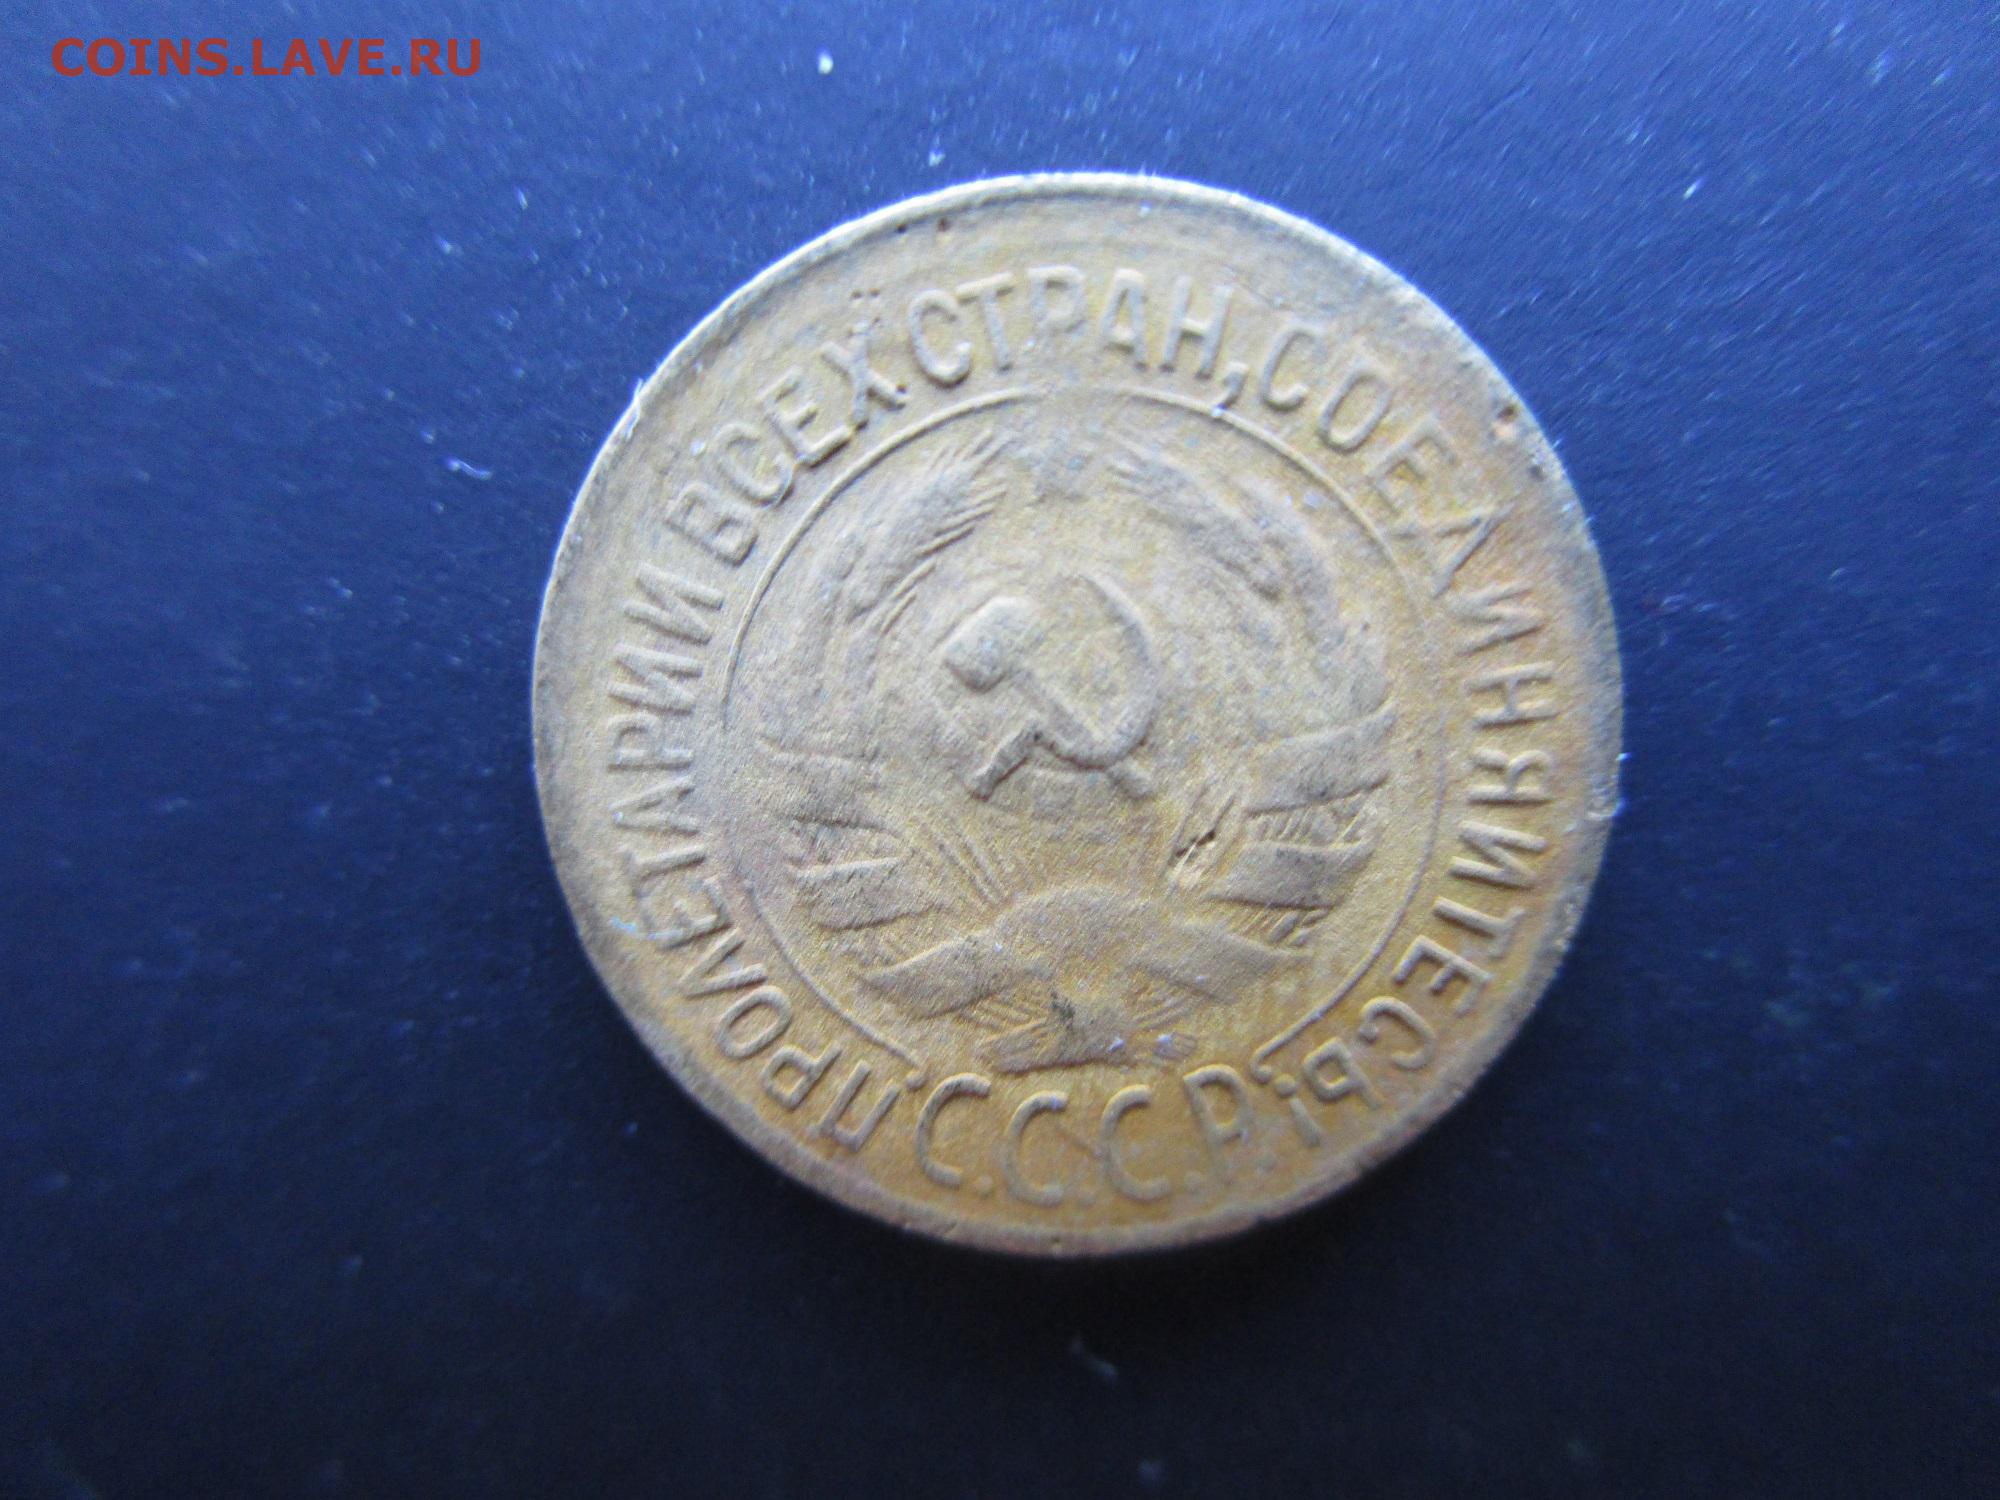 COINS.LAVE.RU
ПРОЛЕТАРИИ ВСЕХ СТРАН, СОЕДИНЯЙТЕСЬ!
С.С.С.Р.